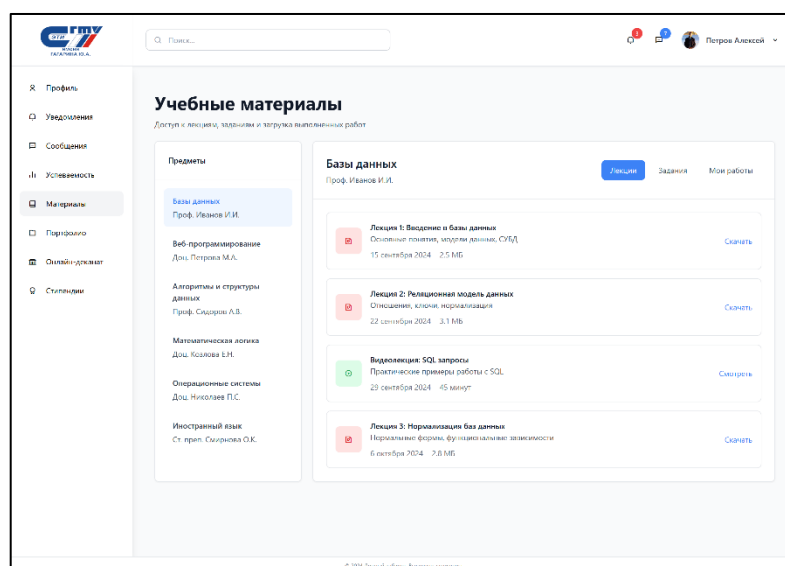 ЭТИ СГТУ
ИМЕНИ
ГАГАРИНА Ю.А.
Поиск...
2
7
Петров Алексей
Профиль
Уведомления
Сообщения
Успеваемость
Материалы
Портфолио
Онлайн-деканат
Стипендии
Учебные материалы
Доступ к лекциям, заданиям и загрузка выполненных работ
Предметы
Базы данных
Проф. Иванов И.И.
Веб-программирование
Доц. Петрова М.А.
Алгоритмы и структуры
данных
Проф. Сидоров А.В.
Математическая логика
Доц. Козлова Е.Н.
Операционные системы
Доц. Николаев П.С.
Иностранный язык
Ст. преп. Смирнова О.К.
Базы данных
Проф. Иванов И.И.
Лекции
Задания
Мои работы
Лекция 1: Введение в базы данных
Основные понятия, модели данных, СУБД
15 сентября 2024 2.5 МБ
Скачать
Лекция 2: Реляционная модель данных
Отношения, ключи, нормализация
22 сентября 2024 3.1 МБ
Скачать
Видеолекция: SQL запросы
Практические примеры работы с SQL
29 сентября 2024 45 минут
Смотреть
Лекция 3: Нормализация баз данных
Нормальные формы, функциональные зависимости
6 октября 2024 2.8 МБ
Скачать